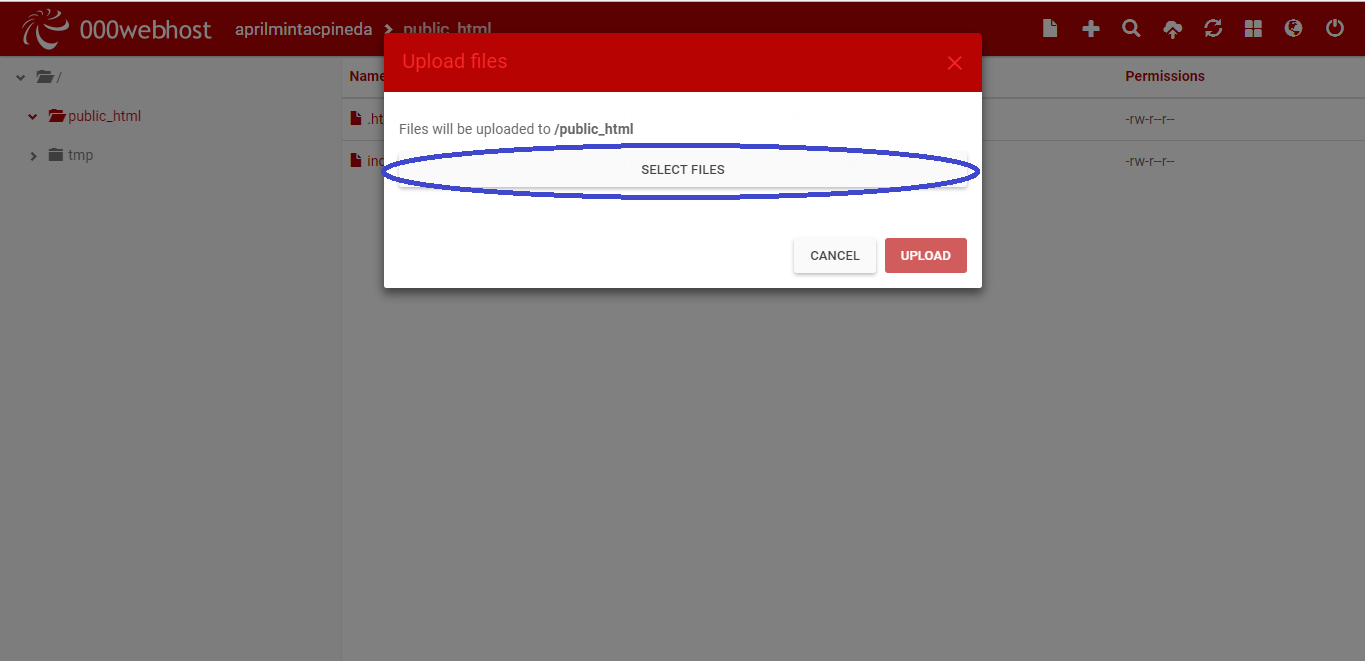 000webhost aprilmintacpineda > public_html
Upload files
/
Name
Permissions
public_html
.ht
-rw-r--r--
Files will be uploaded to /public_html
tmp
inc
-rw-r--r--
SELECT FILES
CANCEL
UPLOAD